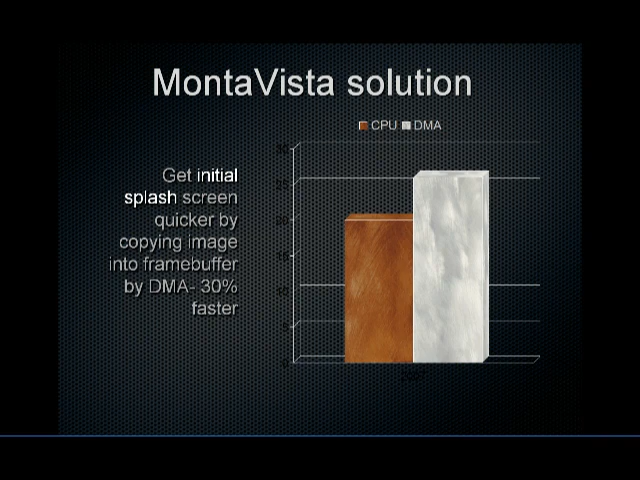 MontaVista solution
CPU DMA
Get initial
splash screen
quicker by
copying image
into framebuffer
by DMA- 30%
faster